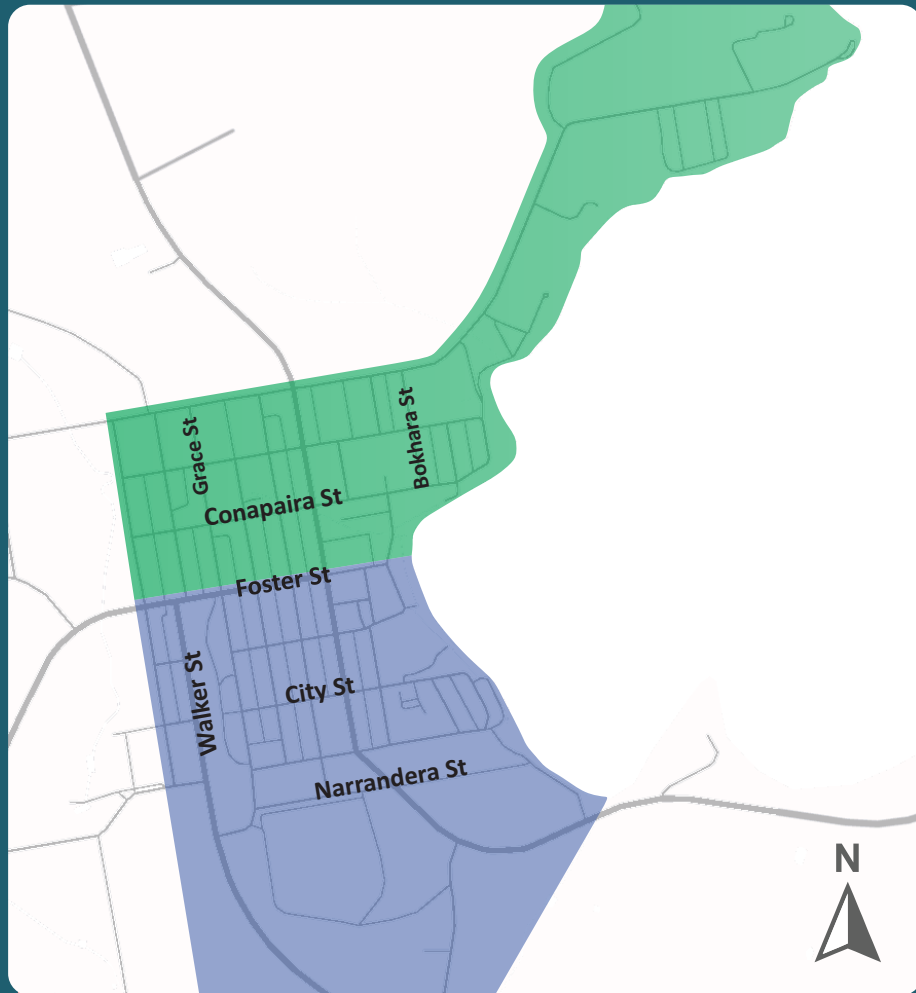 Grace St
Bokhara St
Conapaira St
Foster St
Walker St
City St
Narrandera St
N